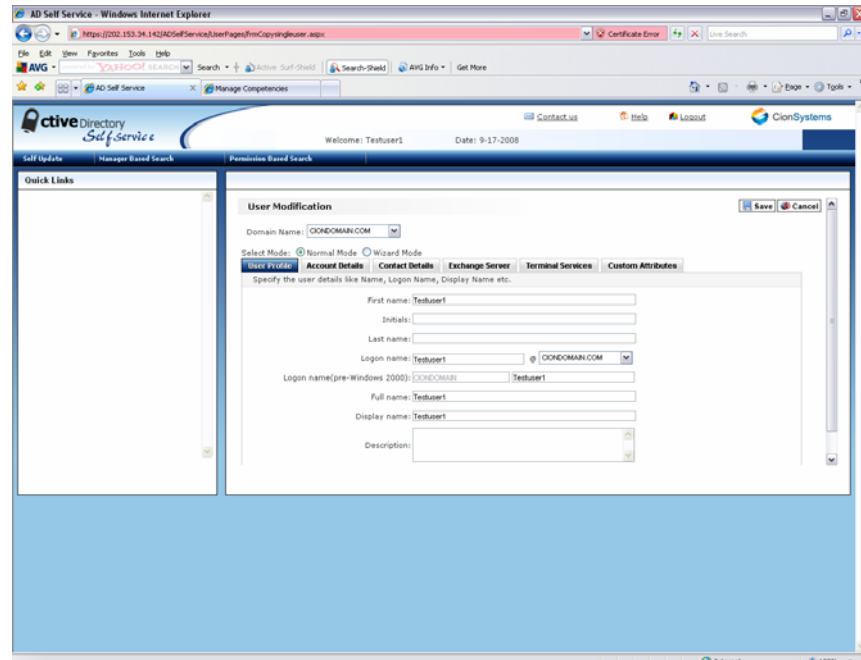 AD Self Service - Windows Internet Explorer
https://202.153.34.142/ADSelfService/UserPages/frmCopysingleuser.aspx
Certificate Error
Live Search
File Edit View Favorites Tools Help
AVG YAHOO! SEARCH Search Active Surf-Shield Search-Shield AVG Info Get More
AD Self Service Manage Competencies
Page Tools
ctive Directory
Self Service
Contact us Help Logout CionSystems
Welcome: Testuser1 Date: 9-17-2008
Self Update Manager Based Search Permission Based Search
Quick Links
User Modification
Save Cancel
Domain Name: CIONDOMAIN.COM
Select Mode: Normal Mode Wizard Mode
User Profile Account Details Contact Details Exchange Server Terminal Services Custom Attributes
Specify the user details like Name, Logon Name, Display Name etc.
First name: Testuser1
Initials:
Last name:
Logon name: Testuser1 @ CIONDOMAIN.COM
Logon name(pre-Windows 2000): CIONDOMAIN Testuser1
Full name: Testuser1
Display name: Testuser1
Description: